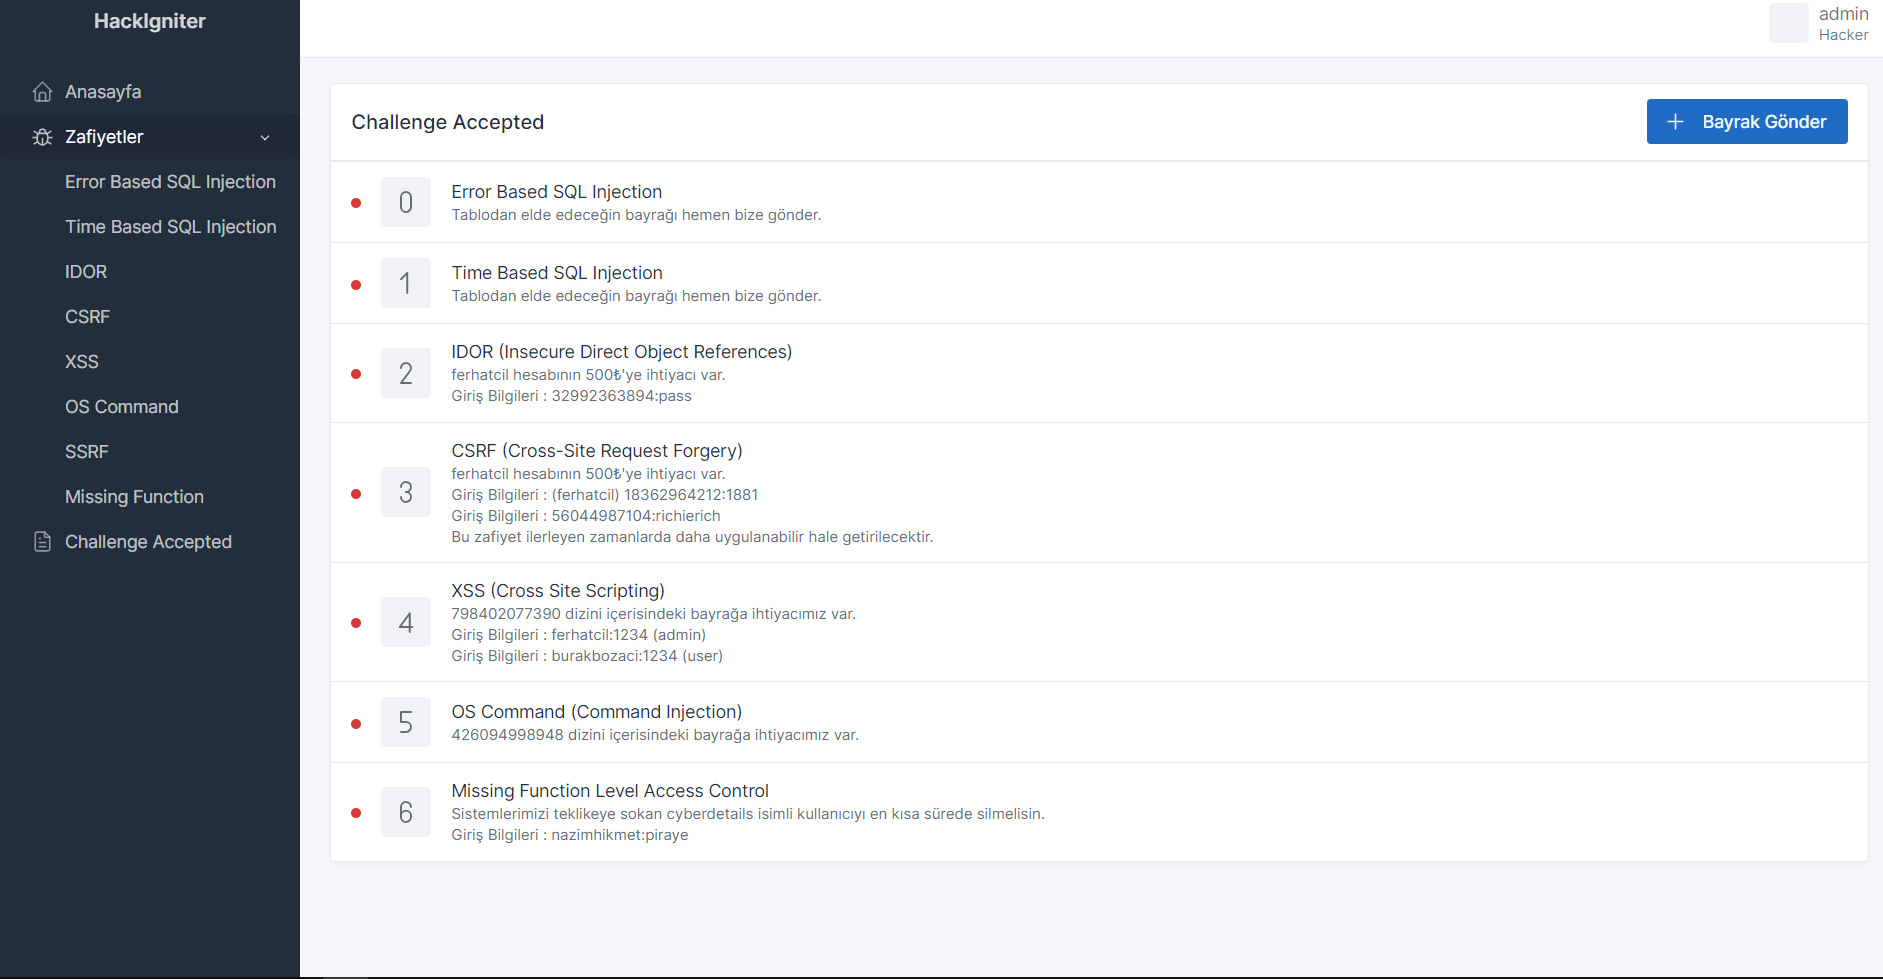 HackIgniter
admin
Hacker
Anasayfa
Zafiyetler
Error Based SQL Injection
Time Based SQL Injection
IDOR
CSRF
XSS
OS Command
SSRF
Missing Function
Challenge Accepted
Challenge Accepted
Bayrak Gönder
0
Error Based SQL Injection
Tablodan elde edeceğin bayrağı hemen bize gönder.
1
Time Based SQL Injection
Tablodan elde edeceğin bayrağı hemen bize gönder.
2
IDOR (Insecure Direct Object References)
ferhatcil hesabının 500₺'ye ihtiyacı var.
Giriş Bilgileri : 32992363894:pass
3
CSRF (Cross-Site Request Forgery)
ferhatcil hesabının 500₺'ye ihtiyacı var.
Giriş Bilgileri : (ferhatcil) 18362964212:1881
Giriş Bilgileri : 56044987104:richierich
Bu zafiyet ilerleyen zamanlarda daha uygulanabilir hale getirilecektir.
4
XSS (Cross Site Scripting)
798402077390 dizini içerisindeki bayrağa ihtiyacımız var.
Giriş Bilgileri : ferhatcil:1234 (admin)
Giriş Bilgileri : burakbozaci:1234 (user)
5
OS Command (Command Injection)
426094998948 dizini içerisindeki bayrağa ihtiyacımız var.
6
Missing Function Level Access Control
Sistemlerimizi teklikeye sokan cyberdetails isimli kullanıcıyı en kısa sürede silmelisin.
Giriş Bilgileri : nazimhikmet:piraye